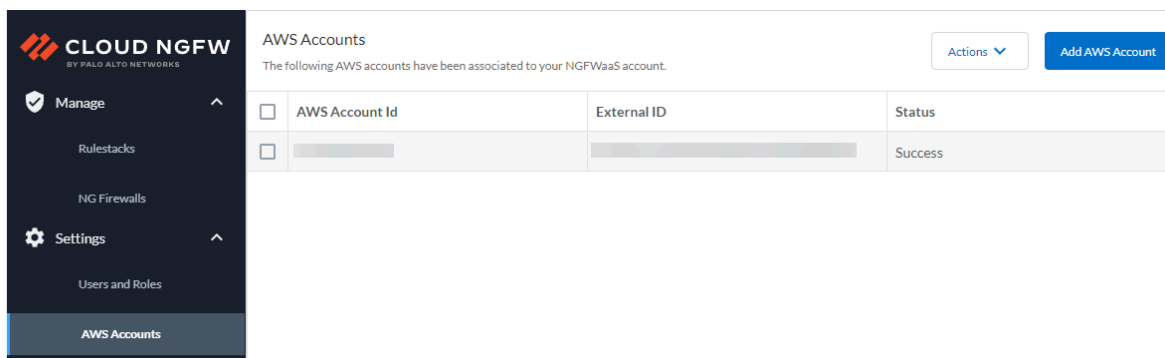 CLOUD NGFW
BY PALO ALTO NETWORKS
Manage
Rulestacks
NG Firewalls
Settings
Users and Roles
AWS Accounts
AWS Accounts
The following AWS accounts have been associated to your NGFWaaS account.
Actions
Add AWS Account
AWS Account Id External ID Status
Success